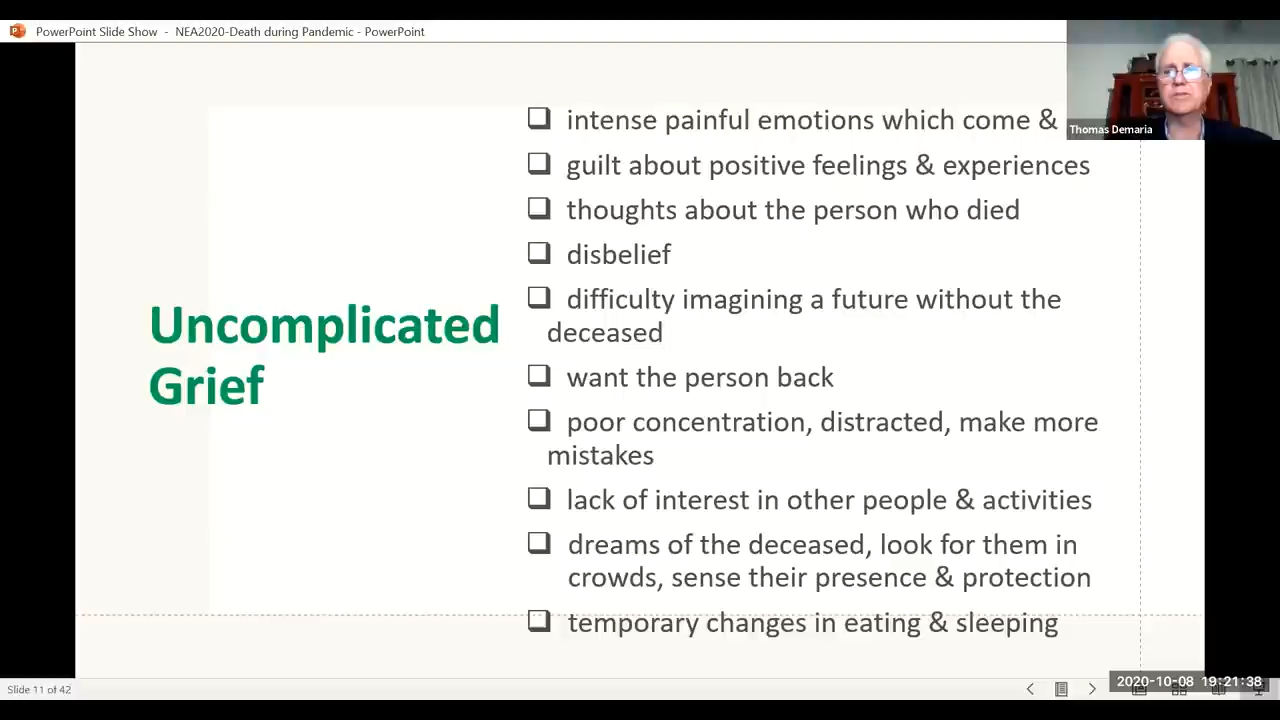 PowerPoint Slide Show - NEA2020-Death during Pandemic - PowerPoint
Thomas Demaria
Uncomplicated
Grief
❑ intense painful emotions which come &
❑ guilt about positive feelings & experiences
❑ thoughts about the person who died
❑ disbelief
❑ difficulty imagining a future without the
deceased
❑ want the person back
❑ poor concentration, distracted, make more
mistakes
❑ lack of interest in other people & activities
❑ dreams of the deceased, look for them in
crowds, sense their presence & protection
❑ temporary changes in eating & sleeping
Slide 11 of 42
2020-10-08 19:21:38